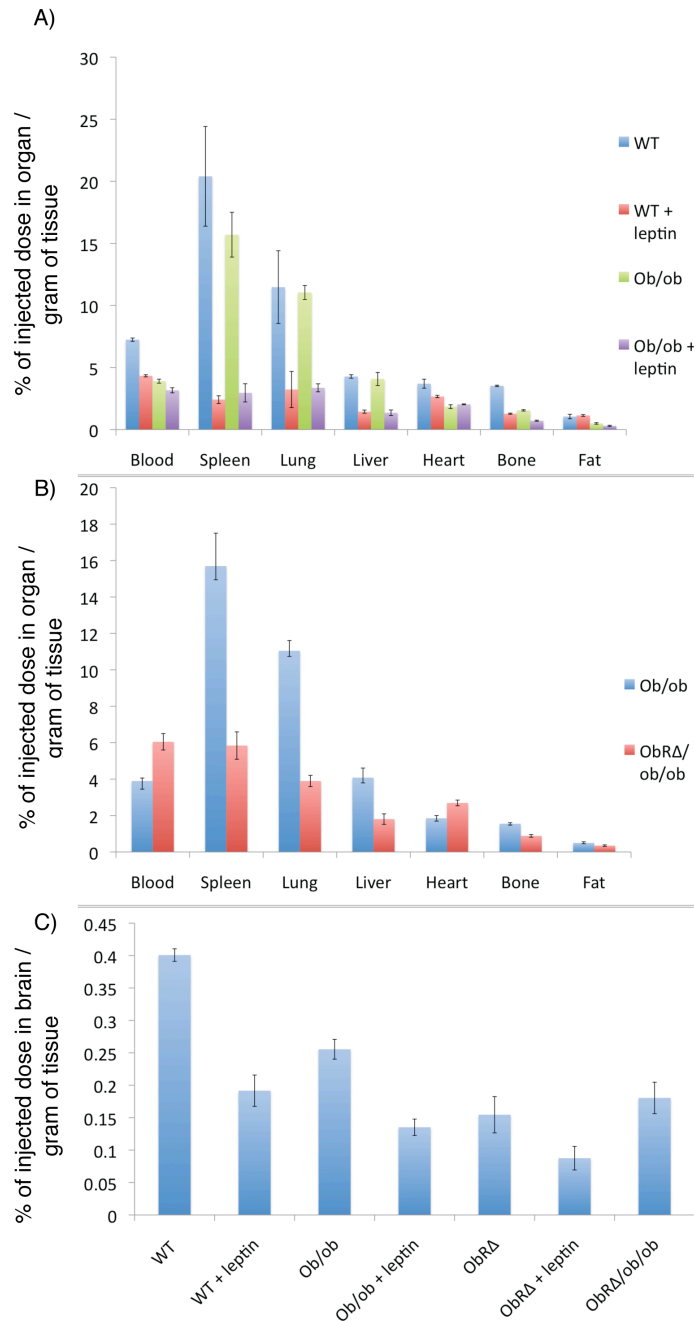 A)
% of injected dose in organ /
gram of tissue
30
25
20
15
10
5
0
Blood Spleen Lung Liver Heart Bone Fat
WT
WT +
leptin
Ob/ob
Ob/ob +
leptin
B)
% of injected dose in organ /
gram of tissue
20
18
16
14
12
10
8
6
4
2
0
Blood Spleen Lung Liver Heart Bone Fat
Ob/ob
ObRΔ/
ob/ob
C)
% of injected dose in brain /
gram of tissue
0.45
0.4
0.35
0.3
0.25
0.2
0.15
0.1
0.05
0
WT
WT + leptin
Ob/ob
Ob/ob + leptin
ObRΔ
ObRΔ + leptin
ObRΔ/ob/ob